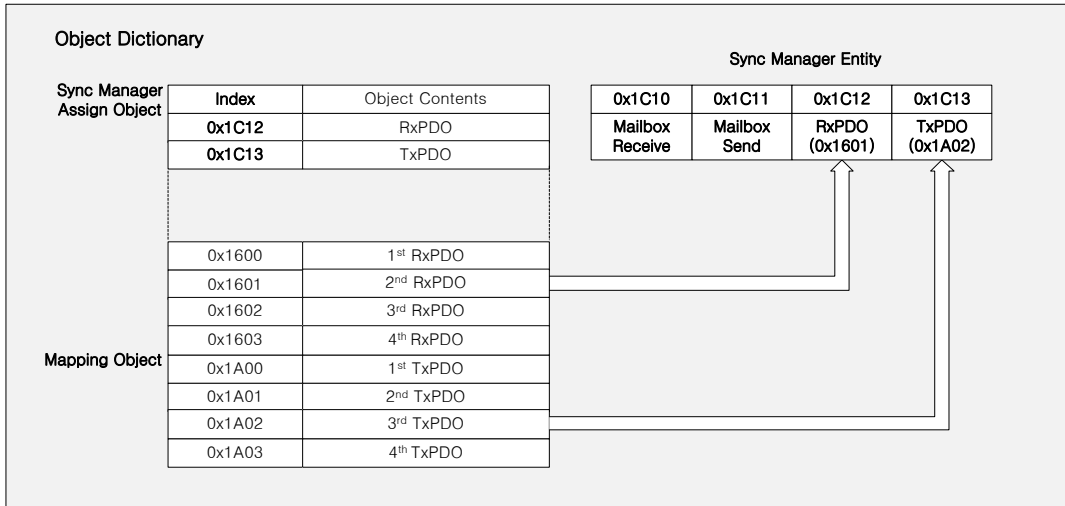 Object Dictionary
Sync Manager Entity
Sync Manager
Assign Object
Index Object Contents
0x1C12 RxPDO
0x1C13 TxPDO
0x1C10 0x1C11 0x1C12 0x1C13
Mailbox Receive Mailbox Send RxPDO (0x1601) TxPDO (0x1A02)
0x1600 1st RxPDO
0x1601 2nd RxPDO
0x1602 3rd RxPDO
0x1603 4th RxPDO
Mapping Object
0x1A00 1st TxPDO
0x1A01 2nd TxPDO
0x1A02 3rd TxPDO
0x1A03 4th TxPDO